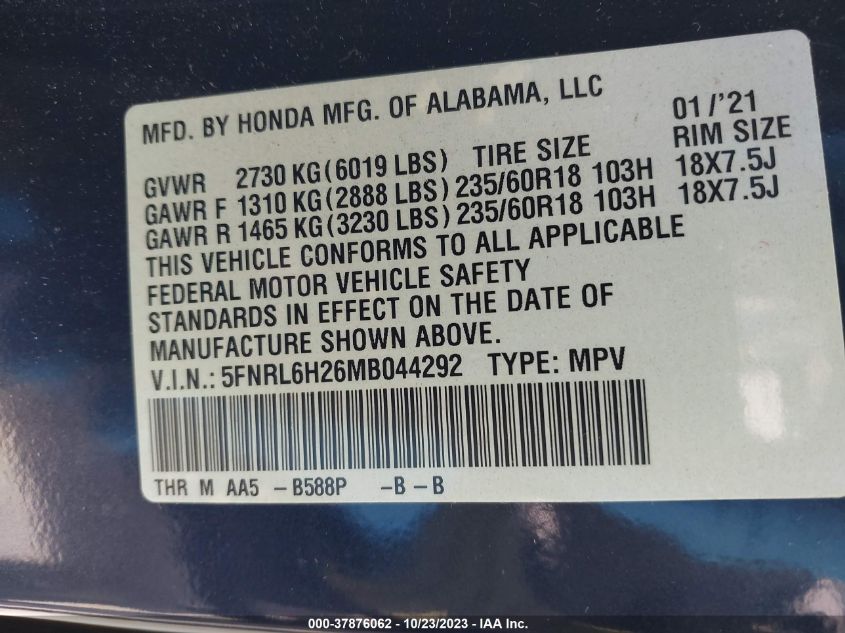 MFD. BY HONDA MFG. OF ALABAMA, LLC 01/'21
GVWR 2730 KG(6019 LBS) TIRE SIZE RIM SIZE
GAWR F 1310 KG(2888 LBS) 235/60R18 103H 18X7.5J
GAWR R 1465 KG(3230 LBS) 235/60R18 103H 18X7.5J
THIS VEHICLE CONFORMS TO ALL APPLICABLE
FEDERAL MOTOR VEHICLE SAFETY
STANDARDS IN EFFECT ON THE DATE OF
MANUFACTURE SHOWN ABOVE.
V.I.N.: 5FNRL6H26MB044292 TYPE: MPV
THR M AA5 -B588P -B -B
000-37876062 - 10/23/2023 - IAA Inc.